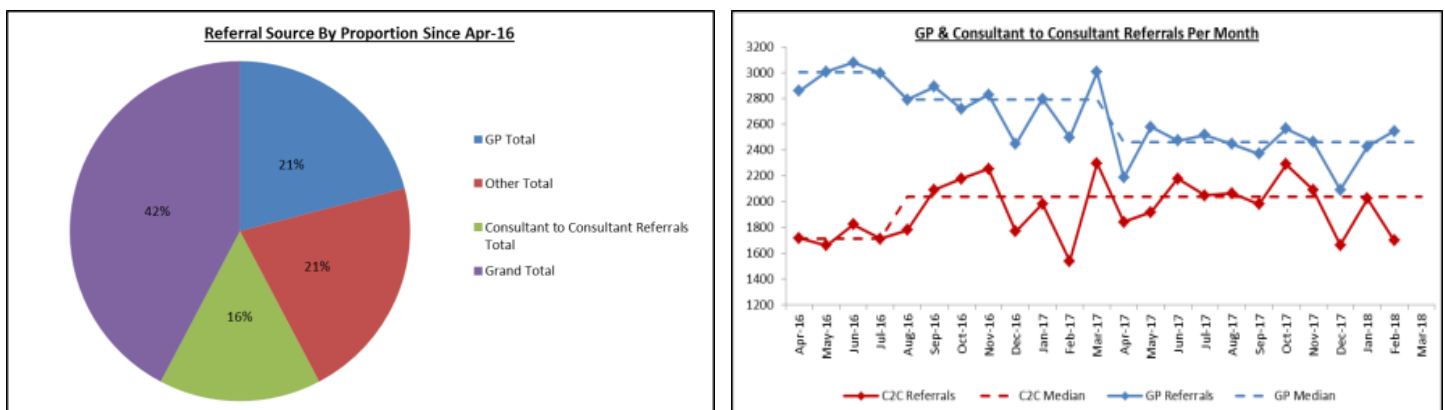 Referral Source By Proportion Since Apr-16
21%
21%
16%
42%
GP Total
Other Total
Consultant to Consultant Referrals
Total
Grand Total
GP & Consultant to Consultant Referrals Per Month
3200
3000
2800
2600
2400
2200
2000
1800
1600
1400
1200
Apr-16
May-16
Jun-16
Jul-16
Aug-16
Sep-16
Oct-16
Nov-16
Dec-16
Jan-17
Feb-17
Mar-17
Apr-17
May-17
Jun-17
Jul-17
Aug-17
Sep-17
Oct-17
Nov-17
Dec-17
Jan-18
Feb-18
Mar-18
C2C Referrals
C2C Median
GP Referrals
GP Median